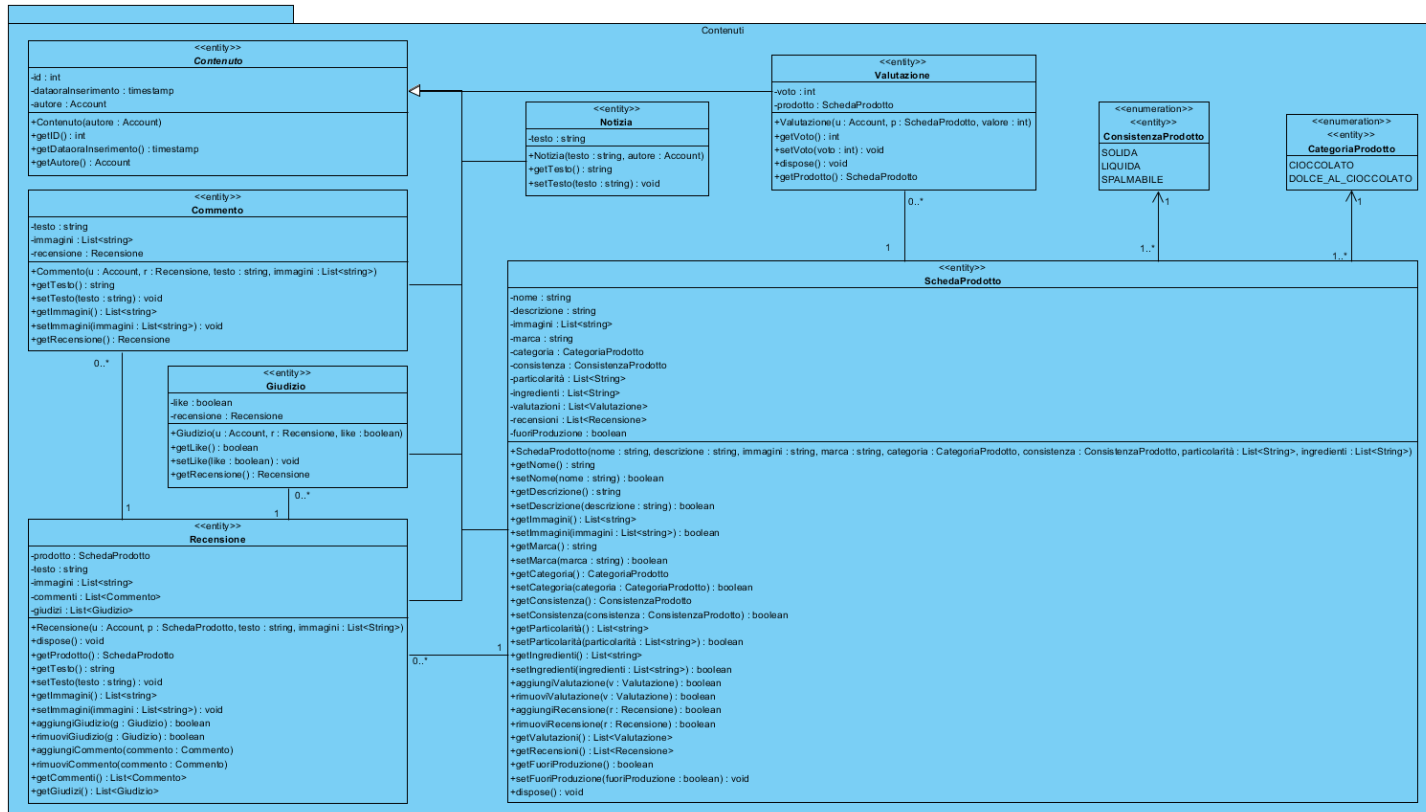 Contenuti
<<entity>>
Contenuto
-id : int
-dataoraInserimento : timestamp
-autore : Account
+Contenuto(autore : Account)
+getID() : int
+getDataoraInserimento() : timestamp
+getAutore() : Account
<<entity>>
Notizia
-testo : string
+Notizia(testo : string, autore : Account)
+getTesto() : string
+setTesto(testo : string) : void
<<entity>>
Valutazione
-voto : int
-prodotto : SchedaProdotto
+Valutazione(u : Account, p : SchedaProdotto, valore : int)
+getVoto() : int
+setVoto(voto : int) : void
+dispose() : void
+getProdotto() : SchedaProdotto
<<enumeration>>
<<entity>>
ConsistenzaProdotto
SOLIDA
LIQUIDA
SPALMABILE
<<enumeration>>
<<entity>>
CategoriaProdotto
CIOCCOLATO
DOLCE_AL_CIOCCOLATO
0..*
1
1
1..*
1
1..*
<<entity>>
Commento
-testo : string
-immagini : List<string>
-recensione : Recensione
+Commento(u : Account, r : Recensione, testo : string, immagini : List<string>)
+getTesto() : string
+setTesto(testo : string) : void
+getImmagini() : List<string>
+setImmagini(immagini : List<string>) : void
+getRecensione() : Recensione
0..*
1
<<entity>>
Giudizio
-like : boolean
-recensione : Recensione
+Giudizio(u : Account, r : Recensione, like : boolean)
+getLike() : boolean
+setLike(like : boolean) : void
+getRecensione() : Recensione
0..*
1
<<entity>>
Recensione
-prodotto : SchedaProdotto
-testo : string
-immagini : List<string>
-commenti : List<Commento>
-giudizi : List<Giudizio>
+Recensione(u : Account, p : SchedaProdotto, testo : string, immagini : List<String>)
+dispose() : void
+getProdotto() : SchedaProdotto
+getTesto() : string
+setTesto(testo : string) : void
+getImmagini() : List<string>
+setImmagini(immagini : List<string>) : void
+aggiungiGiudizio(g : Giudizio) : boolean
+rimuoviGiudizio(g : Giudizio) : boolean
+aggiungiCommento(commento : Commento)
+rimuoviCommento(commento : Commento)
+getCommenti() : List<Commento>
+getGiudizi() : List<Giudizio>
0..*
1
<<entity>>
SchedaProdotto
-nome : string
-descrizione : string
-immagini : List<string>
-marca : string
-categoria : CategoriaProdotto
-consistenza : ConsistenzaProdotto
-particolarità : List<String>
-ingredienti : List<String>
-valutazioni : List<Valutazione>
-recensioni : List<Recensione>
-fuoriProduzione : boolean
+SchedaProdotto(nome : string, descrizione : string, immagini : string, marca : string, categoria : CategoriaProdotto, consistenza : ConsistenzaProdotto, particolarità : List<String>, ingredienti : List<String>)
+getNome() : string
+setNome(nome : string) : boolean
+getDescrizione() : string
+setDescrizione(descrizione : string) : boolean
+getImmagini() : List<string>
+setImmagini(immagini : List<string>) : boolean
+getMarca() : string
+setMarca(marca : string) : boolean
+getCategoria() : CategoriaProdotto
+setCategoria(categoria : CategoriaProdotto) : boolean
+getConsistenza() : ConsistenzaProdotto
+setConsistenza(consistenza : ConsistenzaProdotto) : boolean
+getParticolarità() : List<string>
+setParticolarità(particolarità : List<string>) : boolean
+getIngredienti() : List<string>
+setIngredienti(ingredienti : List<string>) : boolean
+aggiungiValutazione(v : Valutazione) : boolean
+rimuoviValutazione(v : Valutazione) : boolean
+aggiungiRecensione(r : Recensione) : boolean
+rimuoviRecensione(r : Recensione) : boolean
+getValutazioni() : List<Valutazione>
+getRecensioni() : List<Recensione>
+getFuoriProduzione() : boolean
+setFuoriProduzione(fuoriProduzione : boolean) : void
+dispose() : void